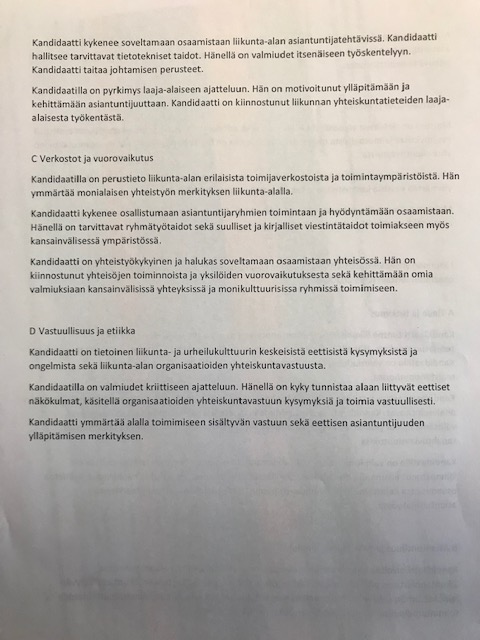 Kandidaatti kykenee soveltamaan osaamistaan liikunta-alan asiantuntijatehtävissä. Kandidaatti
hallitsee tarvittavat tietotekniset taidot. Hänellä on valmiudet itsenäiseen työskentelyyn.
Kandidaatti taitaa johtamisen perusteet.
Kandidaatilla on pyrkimys laaja-alaiseen ajatteluun. Hän on motivoitunut ylläpitämään ja
kehittämään asiantuntijuuttaan. Kandidaatti on kiinnostunut liikunnan yhteiskuntatieteiden laaja-
alaisesta työkentästä.
C Verkostot ja vuorovaikutus
Kandidaatilla on perustieto liikunta-alan erilaisista toimijaverkostoista ja toimintaympäristöistä. Hän
ymmärtää monialaisen yhteistyön merkityksen liikunta-alalla.
Kandidaatti kykenee osallistumaan asiantuntijaryhmien toimintaan ja hyödyntämään osaamistaan.
Hänellä on tarvittavat ryhmätyötaidot sekä suulliset ja kirjalliset viestintätaidot toimiakseen myös
kansainvälisessä ympäristössä.
Kandidaatti on yhteistyökykyinen ja halukas soveltamaan osaamistaan yhteisössä. Hän on
kiinnostunut yhteisöjen toiminnoista ja yksilöiden vuorovaikutuksesta sekä kehittämään omia
valmiuksiaan kansainvälisissä yhteyksissä ja monikulttuurisissa ryhmissä toimimiseen.
D Vastuullisuus ja etiikka
Kandidaatti on tietoinen liikunta- ja urheilukulttuurin keskeisistä eettisistä kysymyksistä ja
ongelmista sekä liikunta-alan organisaatioiden yhteiskuntavastuusta.
Kandidaatilla on valmiudet kriittiseen ajatteluun. Hänellä on kyky tunnistaa alaan liittyvät eettiset
näkökulmat, käsitellä organisaatioiden yhteiskuntavastuun kysymyksiä ja toimia vastuullisesti.
Kandidaatti ymmärtää alalla toimimiseen sisältyvän vastuun sekä eettisen asiantuntijuuden
ylläpitämisen merkityksen.